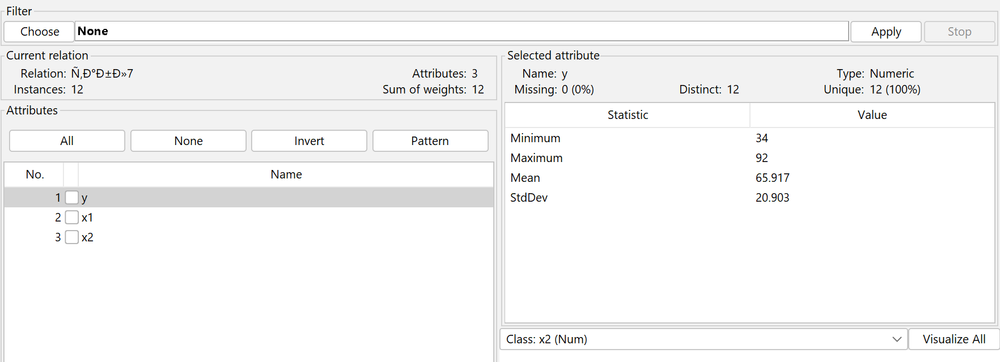 Filter
Choose None Apply Stop
Current relation
Relation: Ñ‚Ð°Ð±Ð»7 Attributes: 3
Instances: 12 Sum of weights: 12
Attributes
All None Invert Pattern
No. Name
1 y
2 x1
3 x2
Selected attribute
Name: y Type: Numeric
Missing: 0 (0%) Distinct: 12 Unique: 12 (100%)
Statistic Value
Minimum 34
Maximum 92
Mean 65.917
StdDev 20.903
Class: x2 (Num) Visualize All